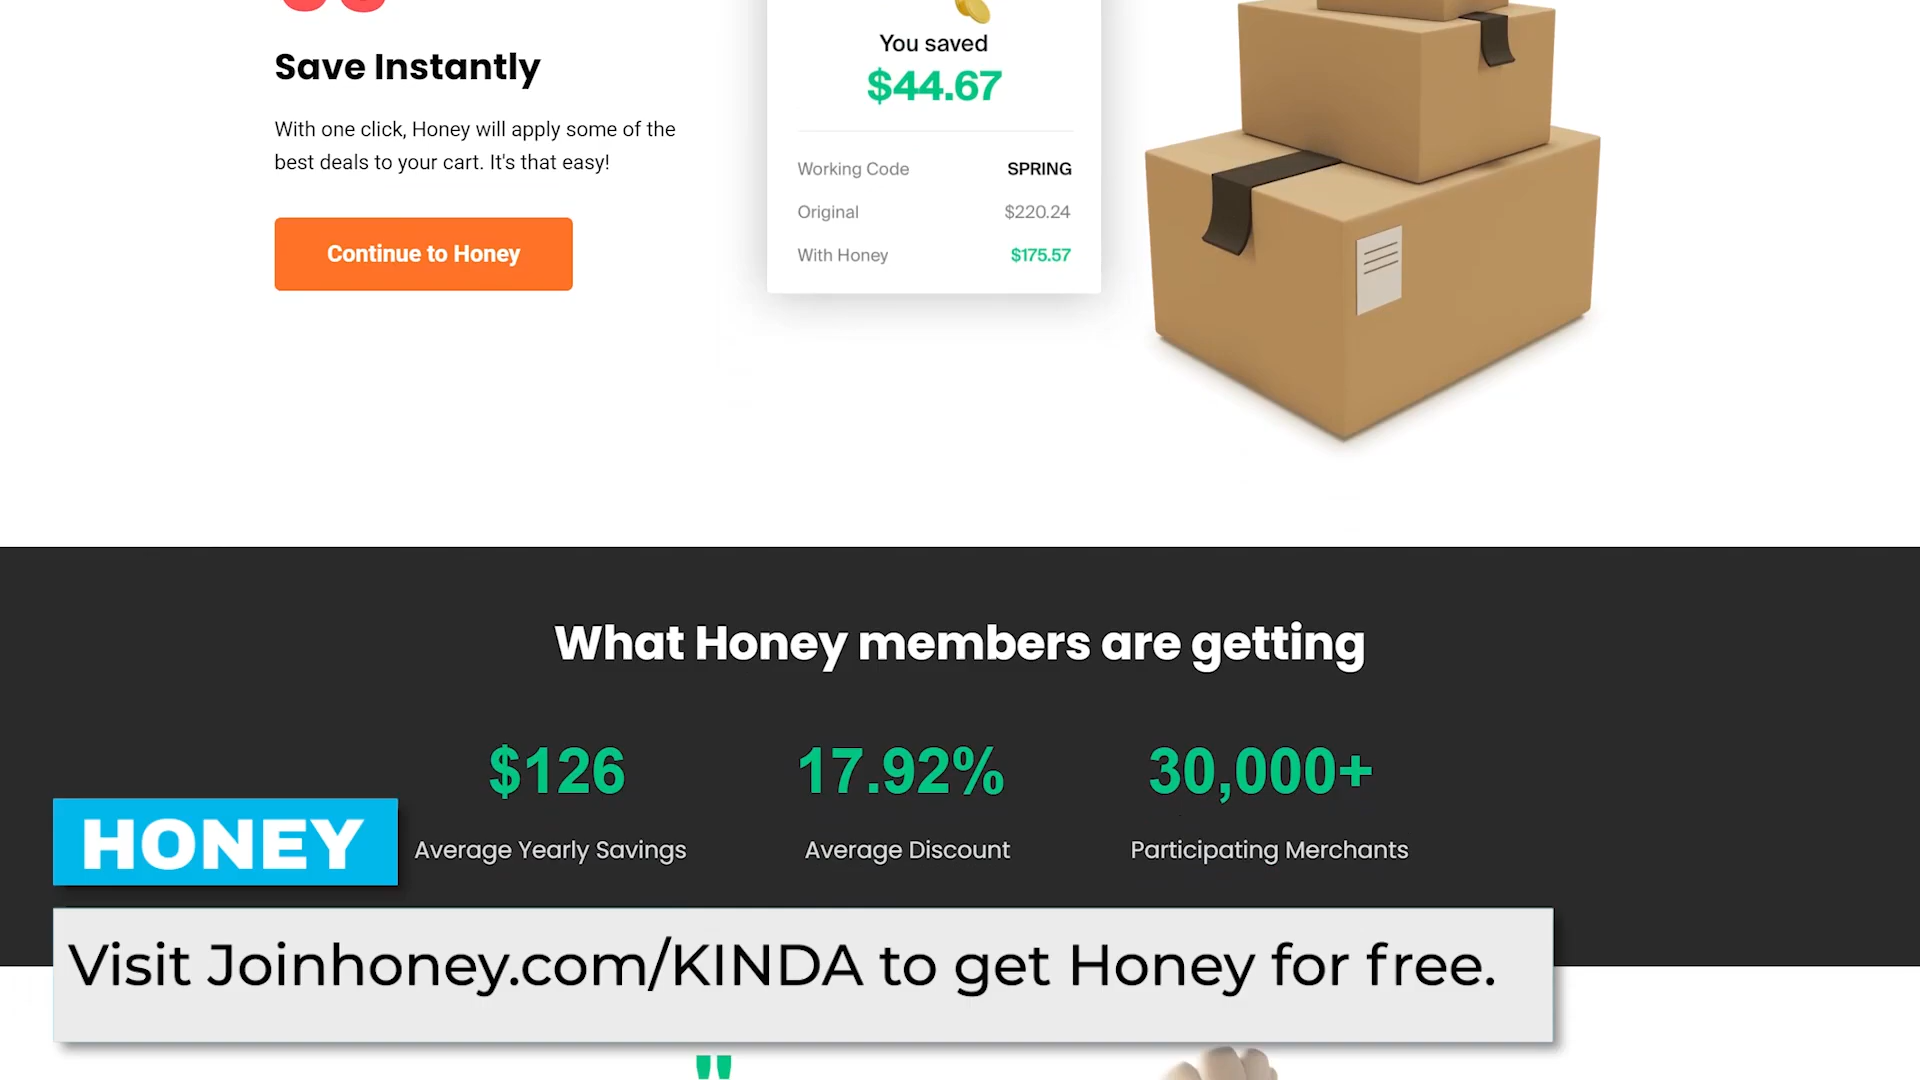 Save Instantly
With one click, Honey will apply some of the
best deals to your cart. It's that easy!
Continue to Honey
You saved
$44.67
Working Code SPRING
Original $220.24
With Honey $175.57
What Honey members are getting
$126 17.92% 30,000+
Average Yearly Savings Average Discount Participating Merchants
HONEY
Visit Joinhoney.com/KINDA to get Honey for free.
"